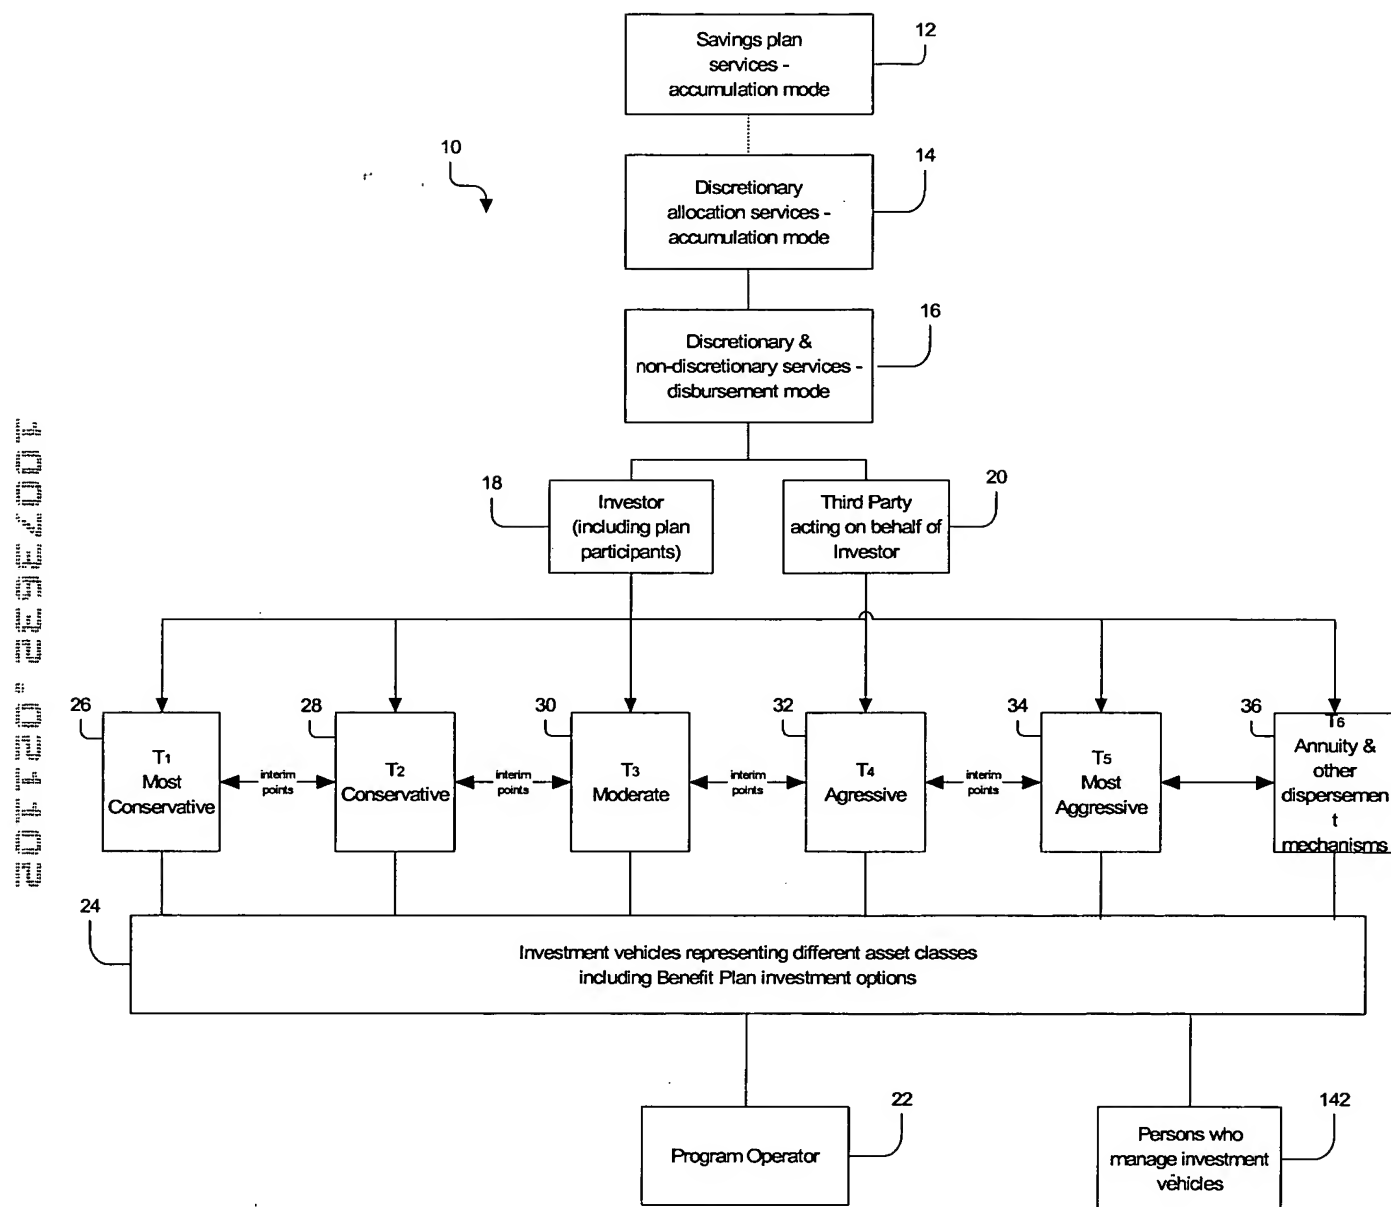 12
Savings plan
services -
accumulation mode
10
14
Discretionary
allocation services -
accumulation mode
16
Discretionary &
non-discretionary services -
disbursement mode
18
Investor
(including plan
participants)
20
Third Party
acting on behalf of
Investor
26
T1
Most
Conservative
interim
points
28
T2
Conservative
interim
points
30
T3
Moderate
interim
points
32
T4
Agressive
interim
points
34
T5
Most
Aggressive
36
T6
Annuity &
other
dispersemen
t
mechanisms
24
Investment vehicles representing different asset classes
including Benefit Plan investment options
22
Program Operator
142
Persons who
manage investment
vehicles
10073932.021102